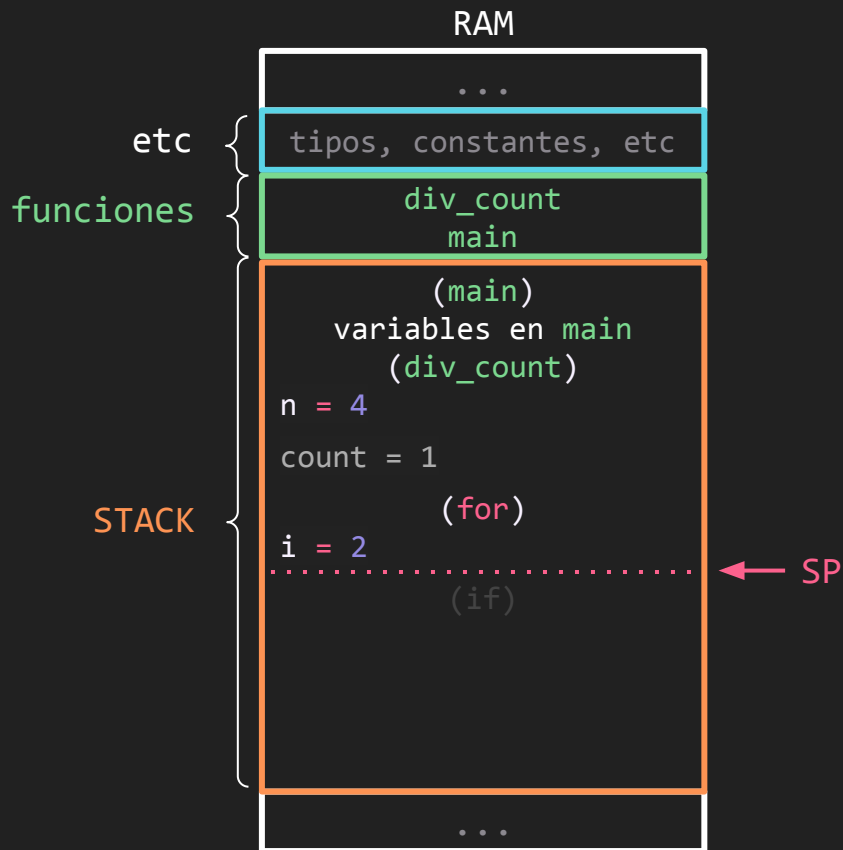 RAM
...
etc
tipos, constantes, etc
funciones
div_count
main
(main)
variables en main
(div_count)
n = 4
count = 1
(for)
STACK
i = 2
SP
(if)
...